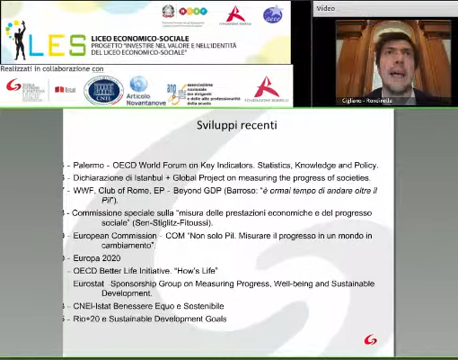 LES
LICEO ECONOMICO-SOCIALE
PROGETTO "INVESTIRE NEL VALORE E NELL'IDENTITÀ
DEL LICEO ECONOMICO-SOCIALE"
Realizzati in collaborazione con
Articolo
Novantanove
Video
Cigliano - Rondinella
Sviluppi recenti
– Palermo – OECD World Forum on Key Indicators. Statistics, Knowledge and Policy.
– Dichiarazione di Istanbul + Global Project on measuring the progress of societies.
– WWF, Club of Rome, EP – Beyond GDP (Barroso: "è ormai tempo di andare oltre il
Pil").
– Commissione speciale sulla "misura delle prestazioni economiche e del progresso
sociale" (Sen-Stiglitz-Fitoussi).
– European Commission – COM "Non solo Pil. Misurare il progresso in un mondo in
cambiamento".
– Europa 2020
OECD Better Life Initiative. "How's Life"
Eurostat –Sponsorship Group on Measuring Progress, Well-being and Sustainable
Development.
– CNEI-Istat Benessere Equo e Sostenibile
– Rio+20 e Sustainable Development Goals